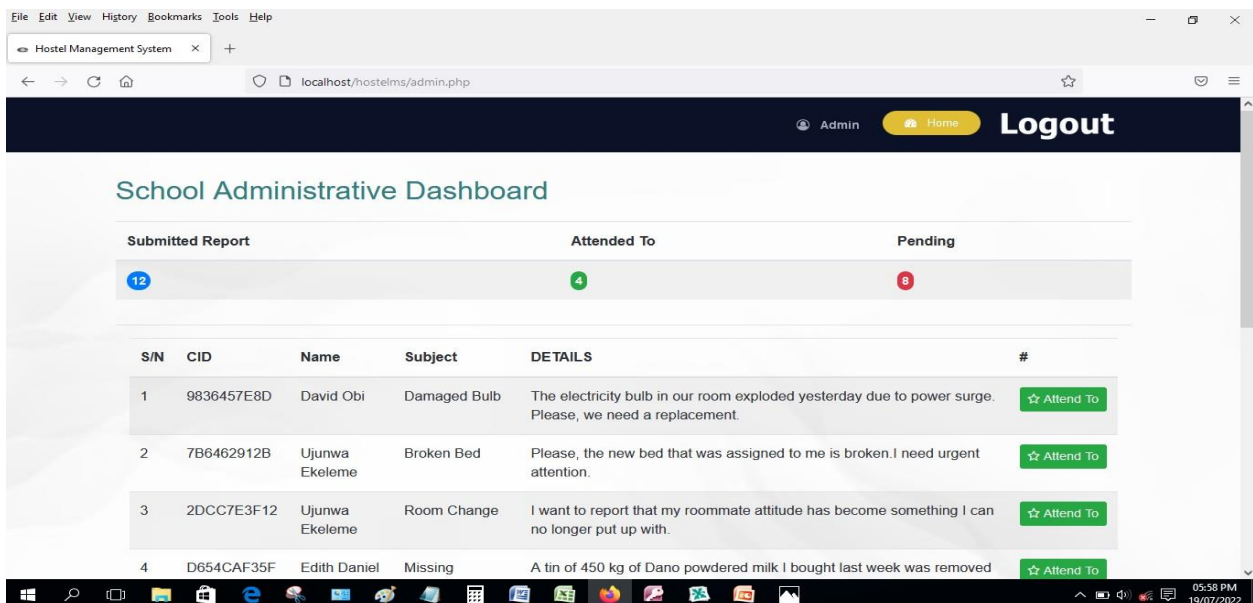 File Edit View History Bookmarks Tools Help
Hostel Management System
localhost/hostelms/admin.php
Admin Home Logout
School Administrative Dashboard
Submitted Report Attended To Pending
12 4 8
S/N CID Name Subject DETAILS #
1 9836457E8D David Obi Damaged Bulb The electricity bulb in our room exploded yesterday due to power surge. Attend To
Please, we need a replacement.
2 7B6462912B Ujunwa Broken Bed Please, the new bed that was assigned to me is broken.I need urgent Attend To
Ekeleme attention.
3 2DCC7E3F12 Ujunwa Room Change I want to report that my roommate attitude has become something I can Attend To
Ekeleme no longer put up with.
4 D654CAF35F Edith Daniel Missing A tin of 450 kg of Dano powdered milk I bought last week was removed Attend To
05:58 PM
19/07/2022